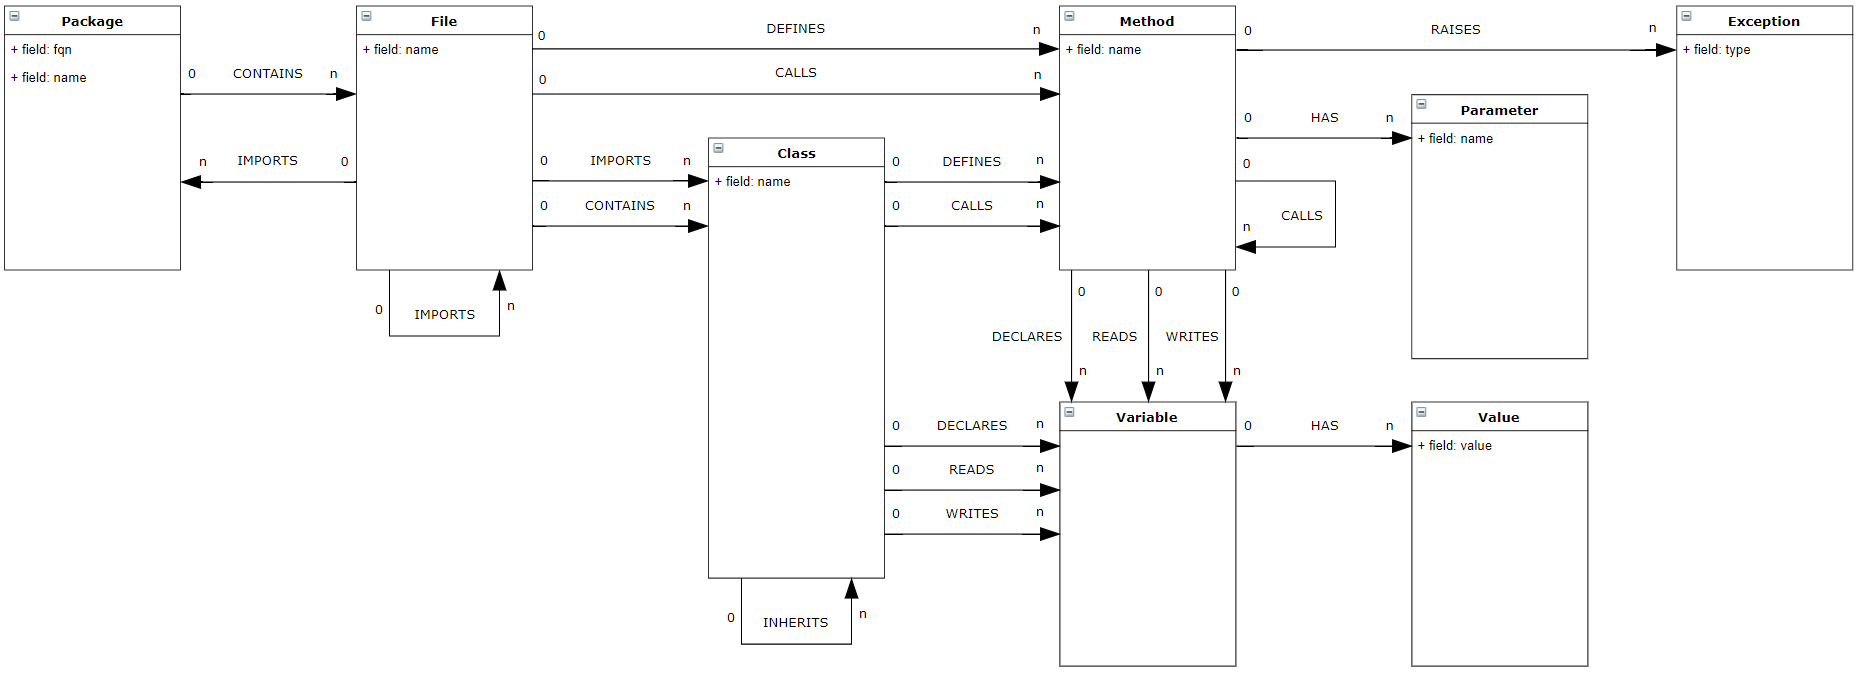 Package
+ field: fqn
+ field: name
0 CONTAINS n
n IMPORTS 0
File
+ field: name
0 IMPORTS n
0 DEFINES n
0 CALLS n
0 IMPORTS n
0 CONTAINS n
Class
+ field: name
0 DEFINES n
0 CALLS n
0 DECLARES n
0 READS n
0 WRITES n
0 INHERITS n
Method
+ field: name
0 RAISES n
0 HAS n
0
CALLS
n
0 0 0
DECLARES READS WRITES
n n n
Exception
+ field: type
Parameter
+ field: name
Variable
0 HAS n
Value
+ field: value